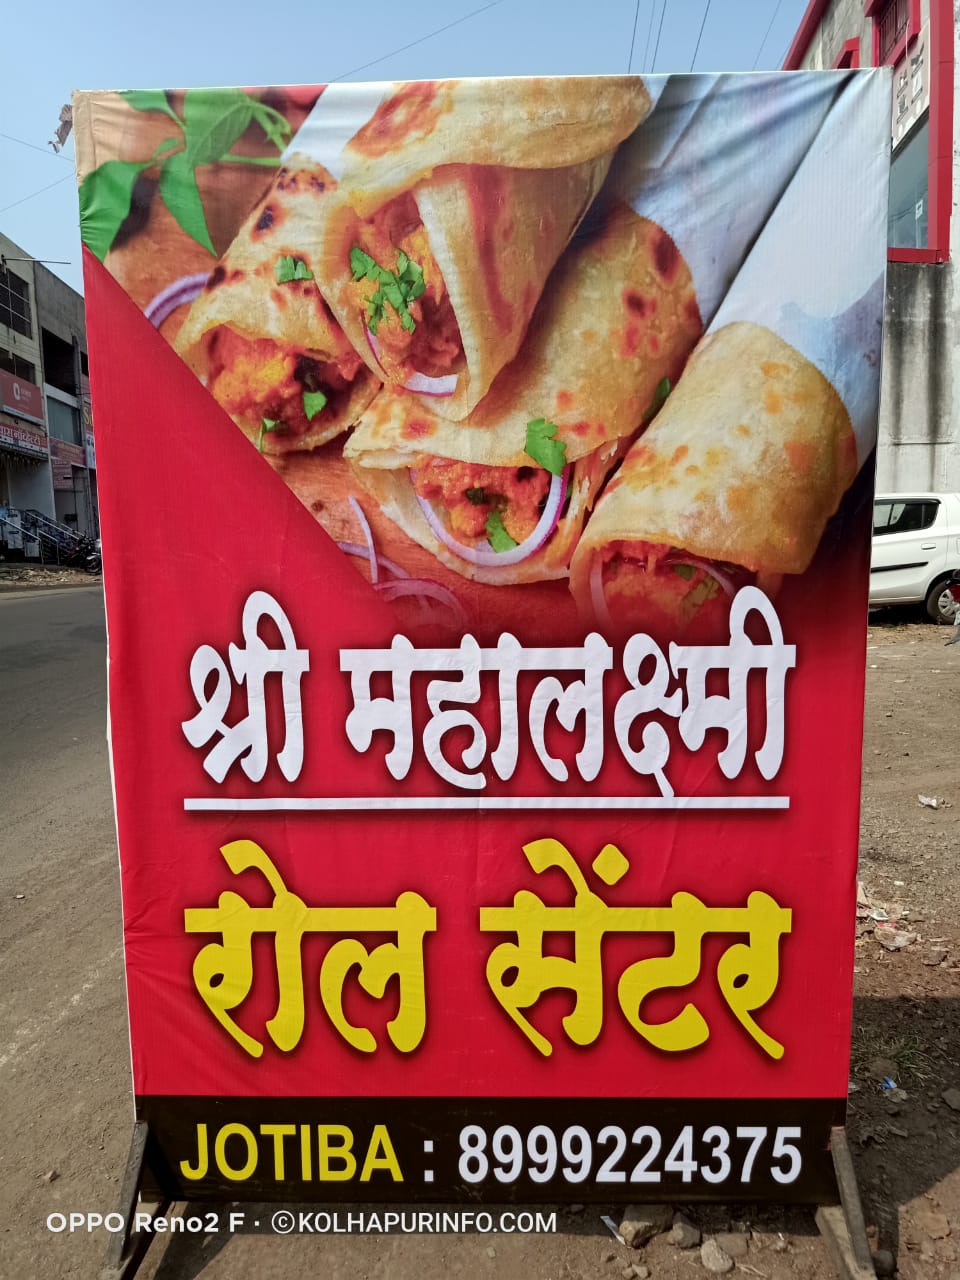 श्री महालक्ष्मी
रोल सेंटर
JOTIBA : 8999224375
OPPO Reno2 F · ©KOLHAPURINFO.COM